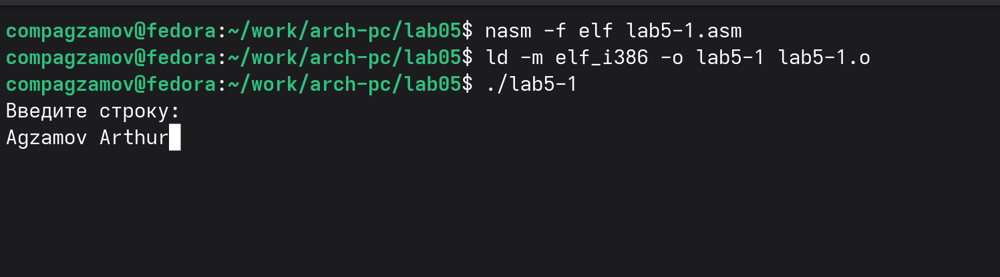 compagzamov@fedora:~/work/arch-pc/lab05$ nasm -f elf lab5-1.asm
compagzamov@fedora:~/work/arch-pc/lab05$ ld -m elf_i386 -o lab5-1 lab5-1.o
compagzamov@fedora:~/work/arch-pc/lab05$ ./lab5-1
Введите строку:
Agzamov Arthur